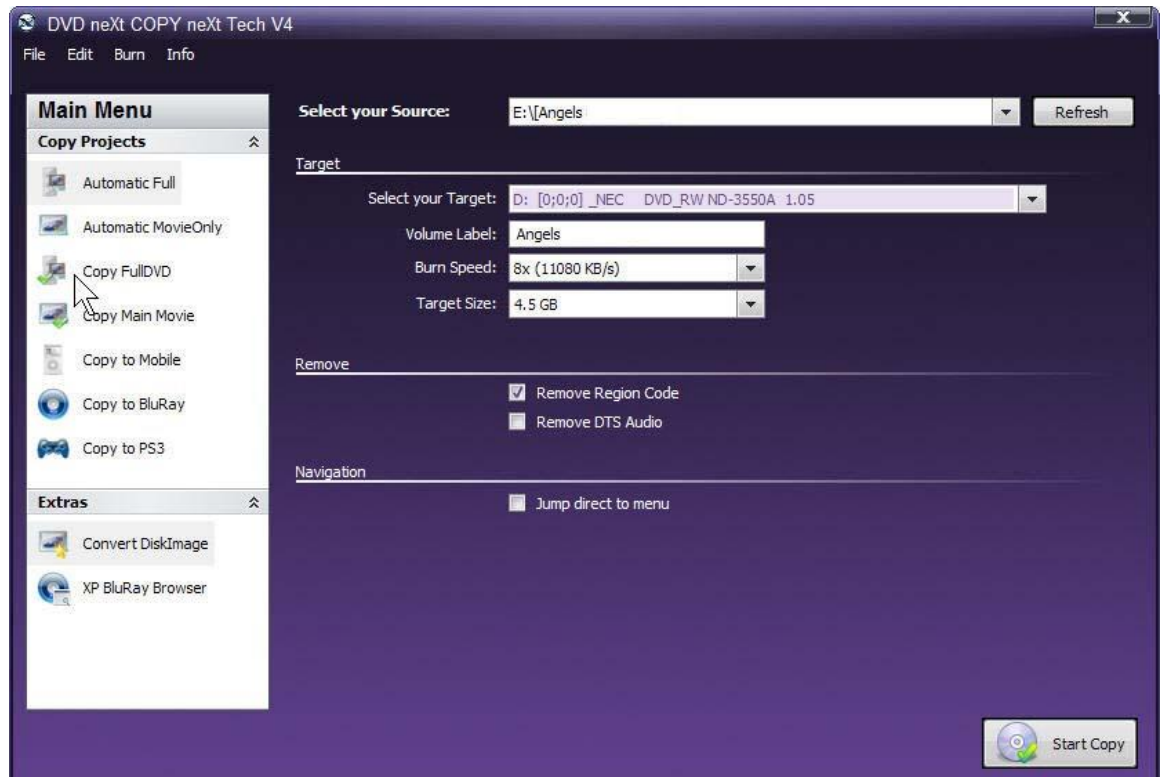 DVD neXt COPY neXt Tech V4
X
File Edit Burn Info
Main Menu
Copy Projects
Automatic Full
Automatic MovieOnly
Copy FullDVD
Copy Main Movie
Copy to Mobile
Copy to BluRay
Copy to PS3
Extras
Convert DiskImage
XP BluRay Browser
Select your Source: E:\[Angels Refresh
Target
Select your Target: D: [0;0;0] _NEC DVD_RW ND-3550A 1.05
Volume Label: Angels
Burn Speed: 8x (11080 KB/s)
Target Size: 4.5 GB
Remove
Remove Region Code
Remove DTS Audio
Navigation
Jump direct to menu
Start Copy